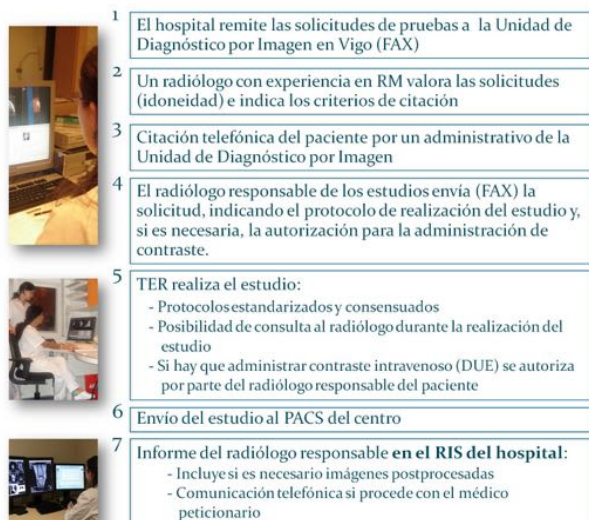 1
El hospital remite las solicitudes de pruebas a la Unidad de
Diagnóstico por Imagen en Vigo (FAX)
2
Un radiólogo con experiencia en RM valora las solicitudes
(idoneidad) e indica los criterios de citación
3
Citación telefónica del paciente por un administrativo de la
Unidad de Diagnóstico por Imagen
4
El radiólogo responsable de los estudios envía (FAX) la
solicitud, indicando el protocolo de realización del estudio y,
si es necesaria, la autorización para la administración de
contraste.
5
TER realiza el estudio:
- Protocolos estandarizados y consensuados
- Posibilidad de consulta al radiólogo durante la realización del
estudio
- Si hay que administrar contraste intravenoso (DUE) se autoriza
por parte del radiólogo responsable del paciente
6
Envío del estudio al PACS del centro
7
Informe del radiólogo responsable en el RIS del hospital:
- Incluye si es necesario imágenes postprocesadas
- Comunicación telefónica si procede con el médico
peticionario